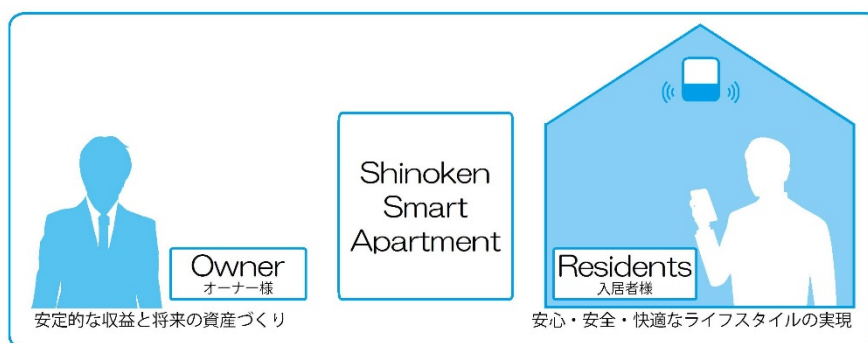 Owner
オーナー様
安定的な収益と将来の資産づくり
Shinoken
Smart
Apartment
Residents
入居者様
安心・安全・快適なライフスタイルの実現